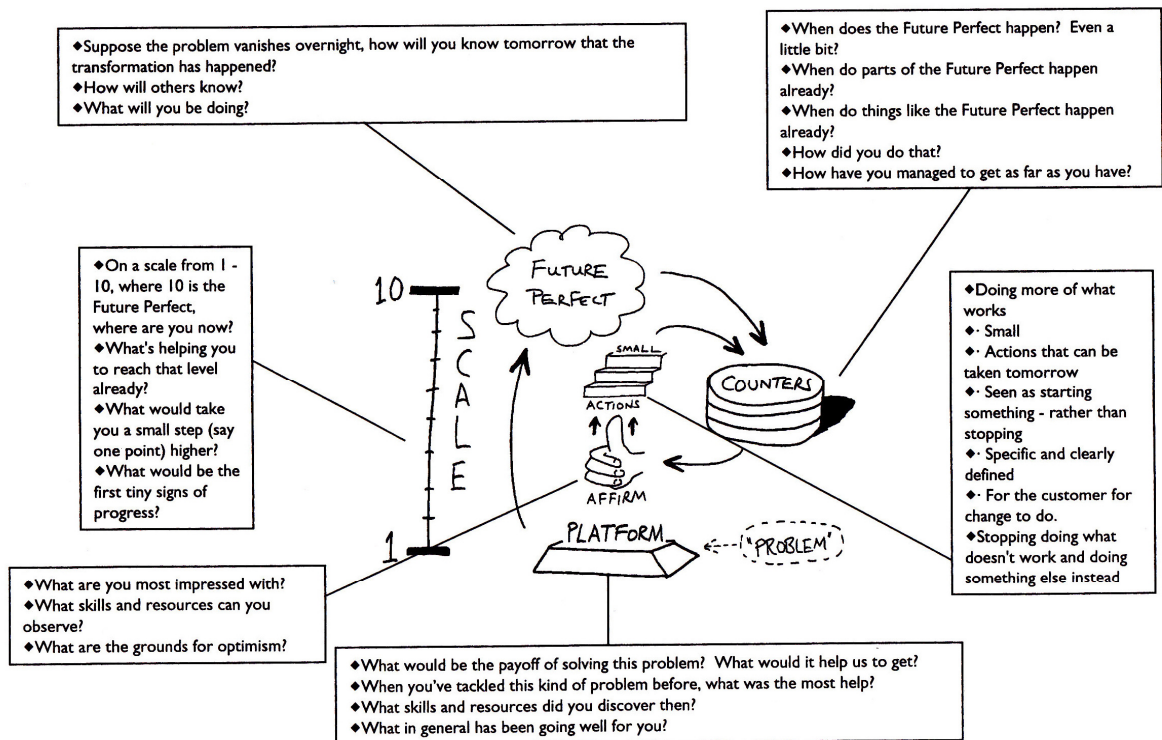 ◆Suppose the problem vanishes overnight, how will you know tomorrow that the
transformation has happened?
◆How will others know?
◆What will you be doing?
◆When does the Future Perfect happen?  Even a
little bit?
◆When do parts of the Future Perfect happen
already?
◆When do things like the Future Perfect happen
already?
◆How did you do that?
◆How have you managed to get as far as you have?
◆On a scale from 1 -
10, where 10 is the
Future Perfect,
where are you now?
◆What's helping you
to reach that level
already?
◆What would take
you a small step (say
one point) higher?
◆What would be the
first tiny signs of
progress?
10
SCALE
1
FUTURE
PERFECT
SMALL
ACTIONS
COUNTERS
AFFIRM
PLATFORM
"PROBLEM"
◆Doing more of what
works
◆· Small
◆· Actions that can be
taken tomorrow
◆· Seen as starting
something - rather than
stopping
◆· Specific and clearly
defined
◆· For the customer for
change to do.
◆Stopping doing what
doesn't work and doing
something else instead
◆What are you most impressed with?
◆What skills and resources can you
observe?
◆What are the grounds for optimism?
◆What would be the payoff of solving this problem?  What would it help us to get?
◆When you've tackled this kind of problem before, what was the most help?
◆What skills and resources did you discover then?
◆What in general has been going well for you?